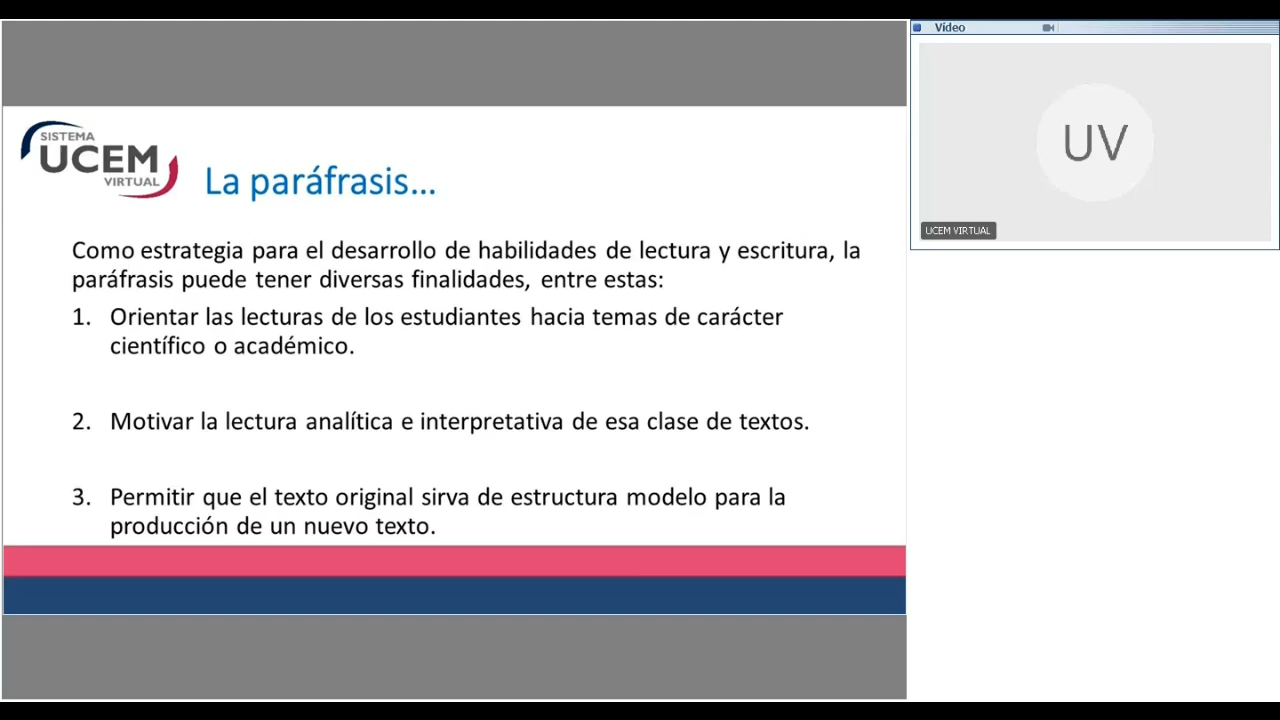 SISTEMA
UCEM
VIRTUAL
La paráfrasis...
Como estrategia para el desarrollo de habilidades de lectura y escritura, la
paráfrasis puede tener diversas finalidades, entre estas:
1. Orientar las lecturas de los estudiantes hacia temas de carácter
científico o académico.
2. Motivar la lectura analítica e interpretativa de esa clase de textos.
3. Permitir que el texto original sirva de estructura modelo para la
producción de un nuevo texto.
Vídeo
UV
UCEM VIRTUAL